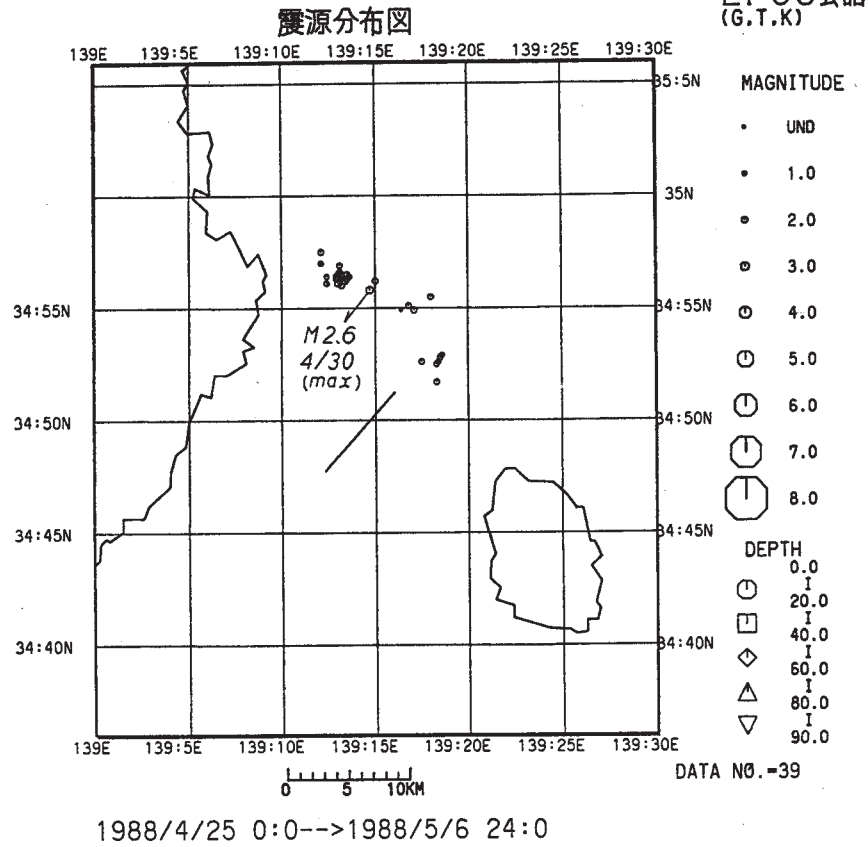 震源分布図
(G.T.K)
139E 139:5E 139:10E 139:15E 139:20E 139:25E 139:30E
35:5N
35N
34:55N 34:55N
34:50N 34:50N
34:45N 34:45N
34:40N 34:40N
M2.6
4/30
(max)
139E 139:5E 139:10E 139:15E 139:20E 139:25E 139:30E
0 5 10KM
1988/4/25 0:0-->1988/5/6 24:0
MAGNITUDE
UND
1.0
2.0
3.0
4.0
5.0
6.0
7.0
8.0
DEPTH
0.0
I
20.0
I
40.0
I
60.0
I
80.0
I
90.0
DATA NO.=39